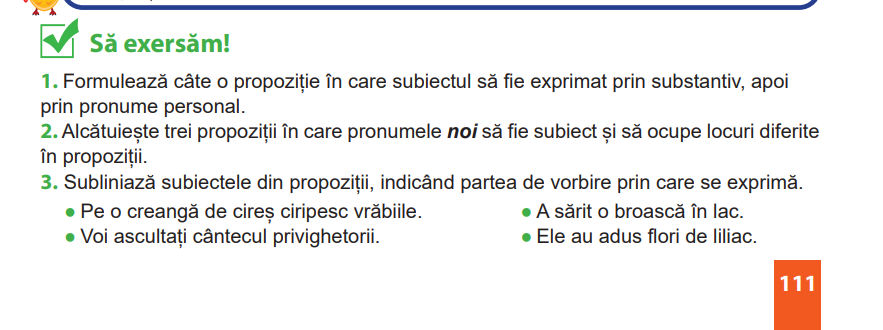 Să exersăm!
1. Formulează câte o propoziție în care subiectul să fie exprimat prin substantiv, apoi
prin pronume personal.
2. Alcătuiește trei propoziții în care pronumele noi să fie subiect și să ocupe locuri diferite
în propoziții.
3. Subliniază subiectele din propoziții, indicând partea de vorbire prin care se exprimă.
• Pe o creangă de cireș ciripesc vrăbiile.
• A sărit o broască în lac.
• Voi ascultați cântecul privighetorii.
• Ele au adus flori de liliac.
111